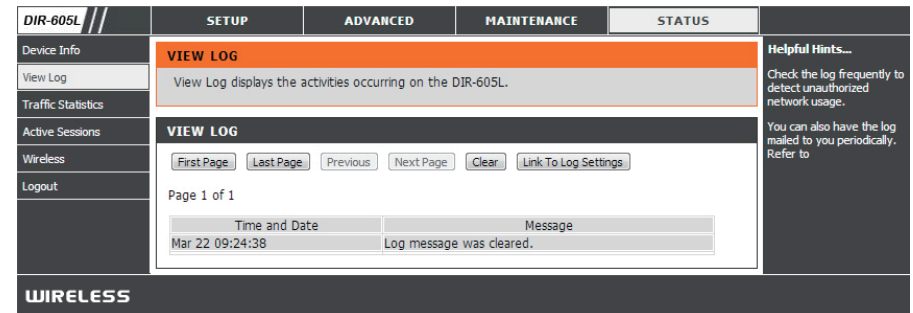 DIR-605L
SETUP
ADVANCED
MAINTENANCE
STATUS
Device Info
View Log
Traffic Statistics
Active Sessions
Wireless
Logout
VIEW LOG
View Log displays the activities occurring on the DIR-605L.
VIEW LOG
First Page Last Page Previous Next Page Clear Link To Log Settings
Page 1 of 1
Time and Date Message
Mar 22 09:24:38 Log message was cleared.
Helpful Hints...
Check the log frequently to
detect unauthorized
network usage.
You can also have the log
mailed to you periodically.
Refer to
WIRELESS